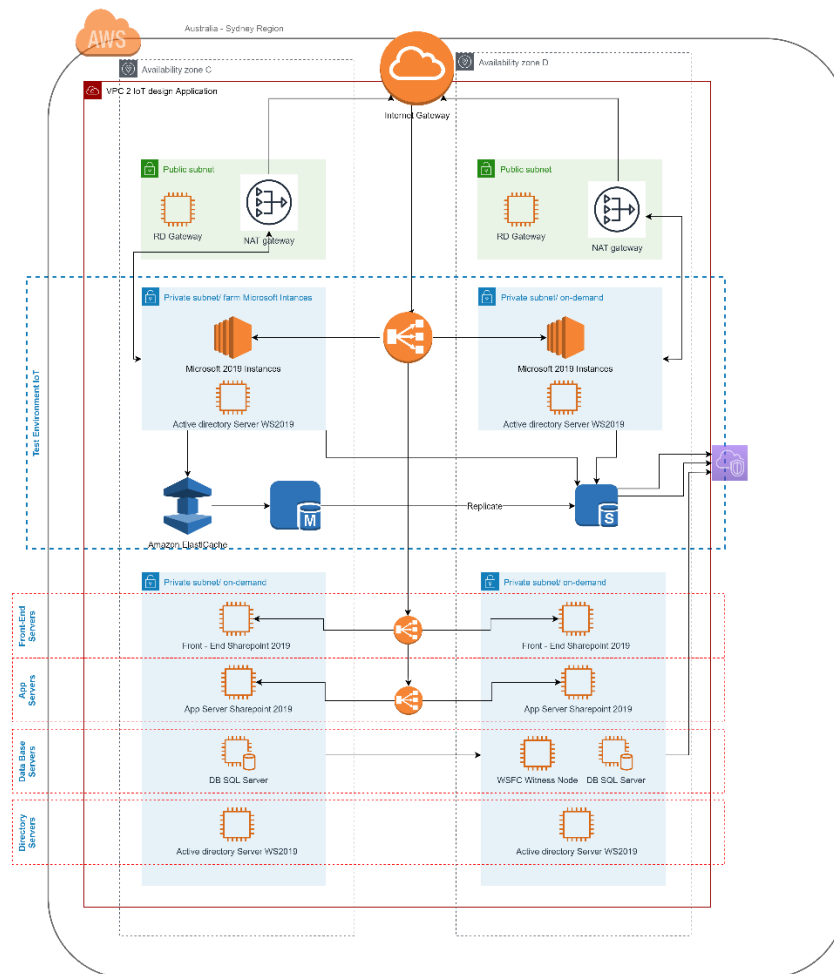 AWS
Australia - Sydney Region
Availability zone C
Availability zone D
VPC 2 IoT design Application
Internet Gateway
Public subnet
RD Gateway
NAT gateway
Public subnet
RD Gateway
NAT gateway
Test Environment IoT
Private subnet/ farm Microsoft Intances
Microsoft 2019 Instances
Active directory Server WS2019
Private subnet/ on-demand
Microsoft 2019 Instances
Active directory Server WS2019
Amazon ElastiCache
M
Replicate
S
Private subnet/ on-demand
Private subnet/ on-demand
Front-End
Servers
Front - End Sharepoint 2019
Front - End Sharepoint 2019
App
Servers
App Server Sharepoint 2019
App Server Sharepoint 2019
Data Base
Servers
DB SQL Server
WSFC Witness Node
DB SQL Server
Directory
Servers
Active directory Server WS2019
Active directory Server WS2019